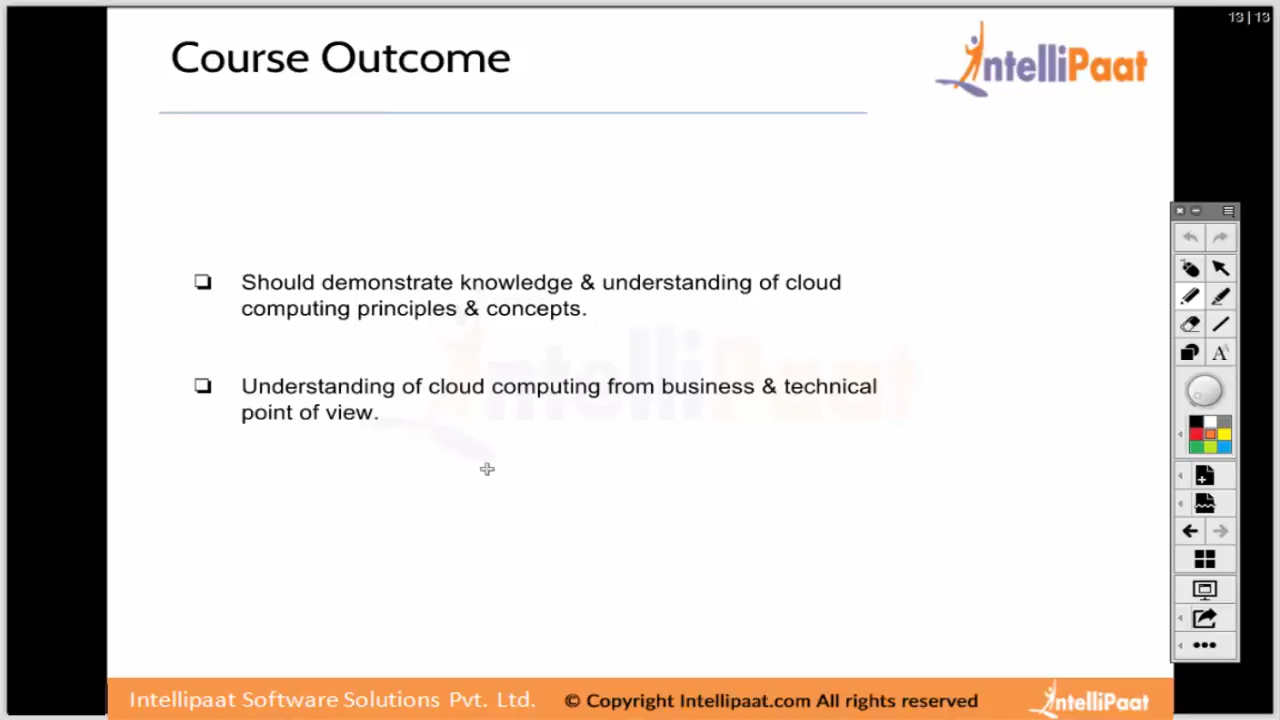 13 | 13
Course Outcome
IntelliPaat
❏ Should demonstrate knowledge & understanding of cloud
computing principles & concepts.
IntelliPaat
❏ Understanding of cloud computing from business & technical
point of view.
A
Intellipaat Software Solutions Pvt. Ltd.
© Copyright Intellipaat.com All rights reserved
IntelliPaat